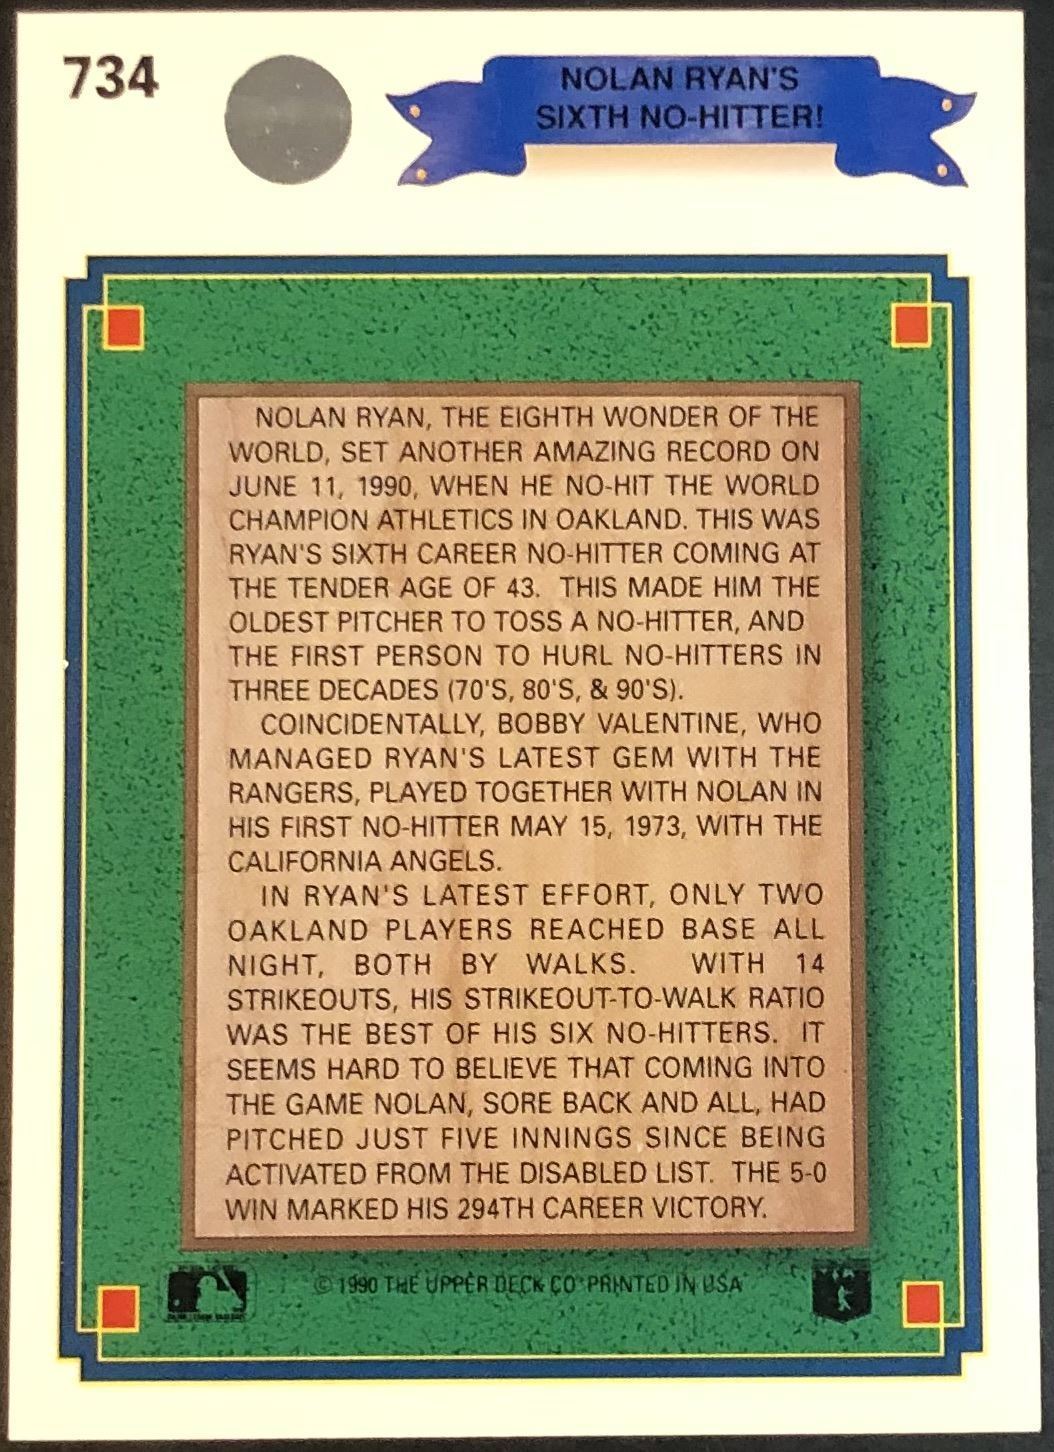 734
NOLAN RYAN'S
SIXTH NO-HITTER!
NOLAN RYAN, THE EIGHTH WONDER OF THE
WORLD, SET ANOTHER AMAZING RECORD ON
JUNE 11, 1990, WHEN HE NO-HIT THE WORLD
CHAMPION ATHLETICS IN OAKLAND. THIS WAS
RYAN'S SIXTH CAREER NO-HITTER COMING AT
THE TENDER AGE OF 43. THIS MADE HIM THE
OLDEST PITCHER TO TOSS A NO-HITTER, AND
THE FIRST PERSON TO HURL NO-HITTERS IN
THREE DECADES (70'S, 80'S, & 90'S).
COINCIDENTALLY, BOBBY VALENTINE, WHO
MANAGED RYAN'S LATEST GEM WITH THE
RANGERS, PLAYED TOGETHER WITH NOLAN IN
HIS FIRST NO-HITTER MAY 15, 1973, WITH THE
CALIFORNIA ANGELS.
IN RYAN'S LATEST EFFORT, ONLY TWO
OAKLAND PLAYERS REACHED BASE ALL
NIGHT, BOTH BY WALKS. WITH 14
STRIKEOUTS, HIS STRIKEOUT-TO-WALK RATIO
WAS THE BEST OF HIS SIX NO-HITTERS. IT
SEEMS HARD TO BELIEVE THAT COMING INTO
THE GAME NOLAN, SORE BACK AND ALL, HAD
PITCHED JUST FIVE INNINGS SINCE BEING
ACTIVATED FROM THE DISABLED LIST. THE 5-0
WIN MARKED HIS 294TH CAREER VICTORY.
© 1990 THE UPPER DECK CO PRINTED IN USA